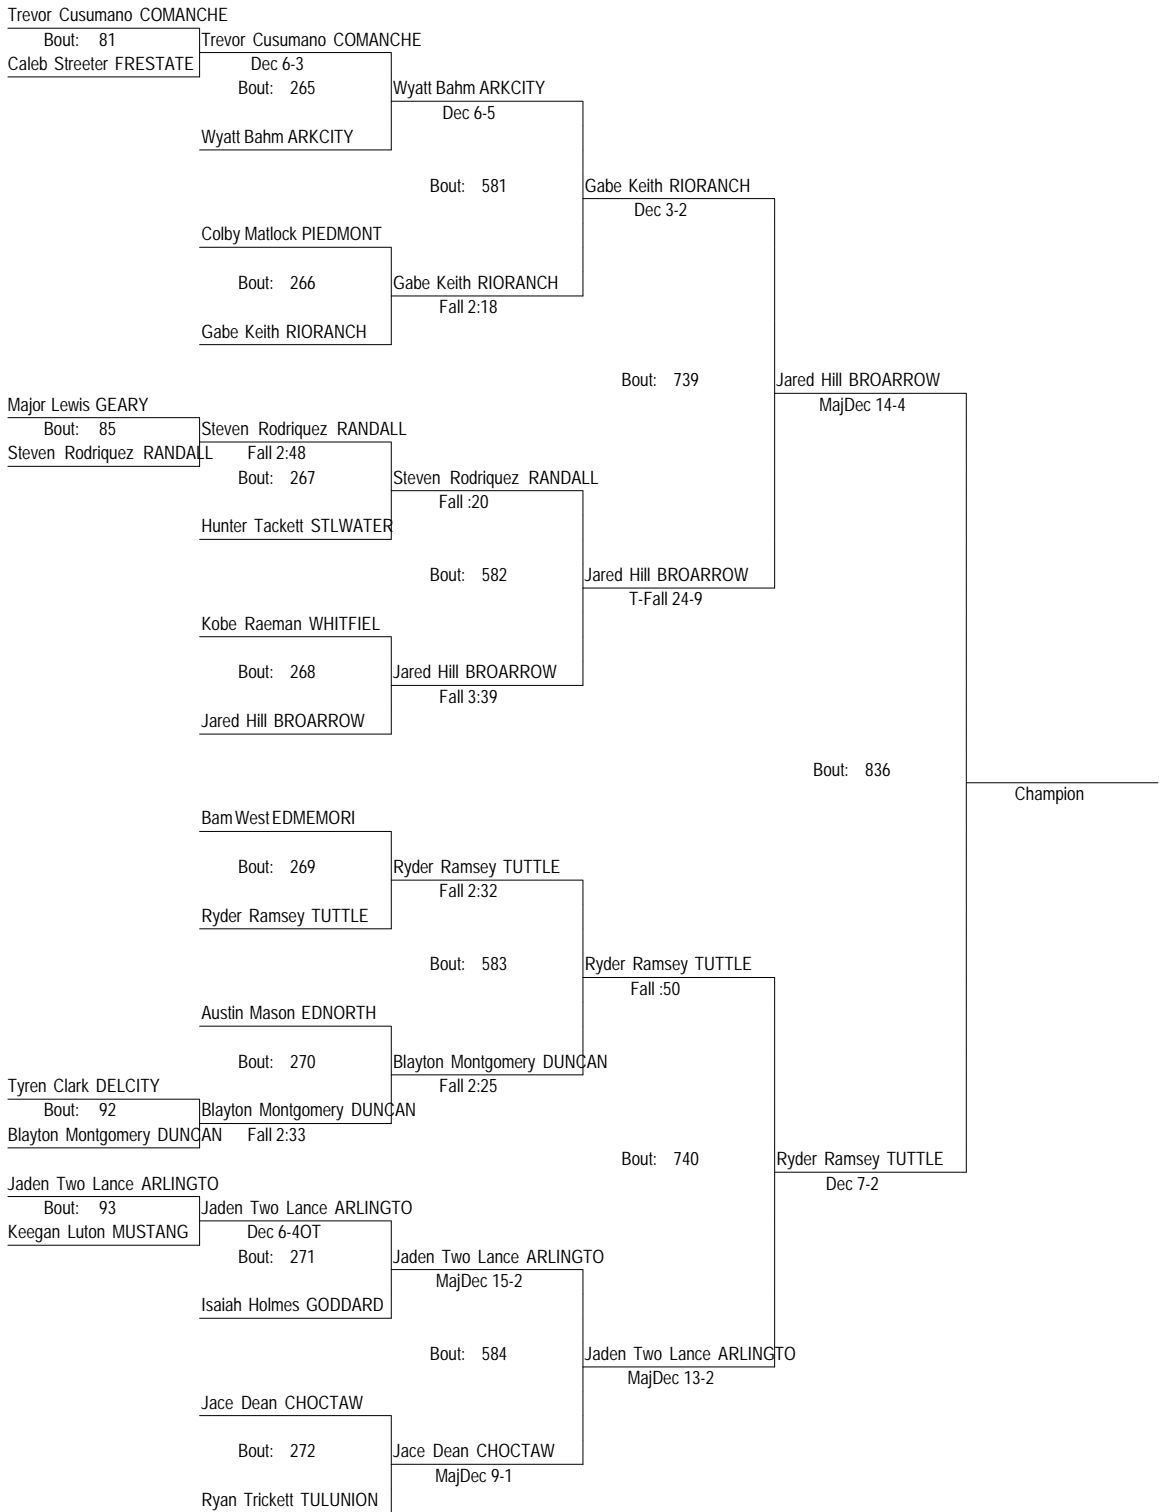 Trevor Cusumano COMANCHE
Bout: 81
Trevor Cusumano COMANCHE
Caleb Streeter FRESTATE
Dec 6-3
Bout: 265
Wyatt Bahm ARKCITY
Dec 6-5
Wyatt Bahm ARKCITY
Bout: 581
Gabe Keith RIORANCH
Dec 3-2
Colby Matlock PIEDMONT
Bout: 266
Gabe Keith RIORANCH
Fall 2:18
Gabe Keith RIORANCH
Bout: 739
Jared Hill BROARROW
MajDec 14-4
Major Lewis GEARY
Bout: 85
Steven Rodriquez RANDALL
Steven Rodriquez RANDALL
Fall 2:48
Bout: 267
Steven Rodriquez RANDALL
Fall :20
Hunter Tackett STLWATER
Bout: 582
Jared Hill BROARROW
T-Fall 24-9
Kobe Raeman WHITFIEL
Bout: 268
Jared Hill BROARROW
Fall 3:39
Jared Hill BROARROW
Bout: 836
Champion
Bam West EDMEMORI
Bout: 269
Ryder Ramsey TUTTLE
Fall 2:32
Ryder Ramsey TUTTLE
Bout: 583
Ryder Ramsey TUTTLE
Fall :50
Austin Mason EDNORTH
Bout: 270
Blayton Montgomery DUNCAN
Fall 2:25
Tyren Clark DELCITY
Bout: 92
Blayton Montgomery DUNCAN
Blayton Montgomery DUNCAN
Fall 2:33
Bout: 740
Ryder Ramsey TUTTLE
Dec 7-2
Jaden Two Lance ARLINGTO
Bout: 93
Jaden Two Lance ARLINGTO
Keegan Luton MUSTANG
Dec 6-4OT
Bout: 271
Jaden Two Lance ARLINGTO
MajDec 15-2
Isaiah Holmes GODDARD
Bout: 584
Jaden Two Lance ARLINGTO
MajDec 13-2
Jace Dean CHOCTAW
Bout: 272
Jace Dean CHOCTAW
MajDec 9-1
Ryan Trickett TULUNION